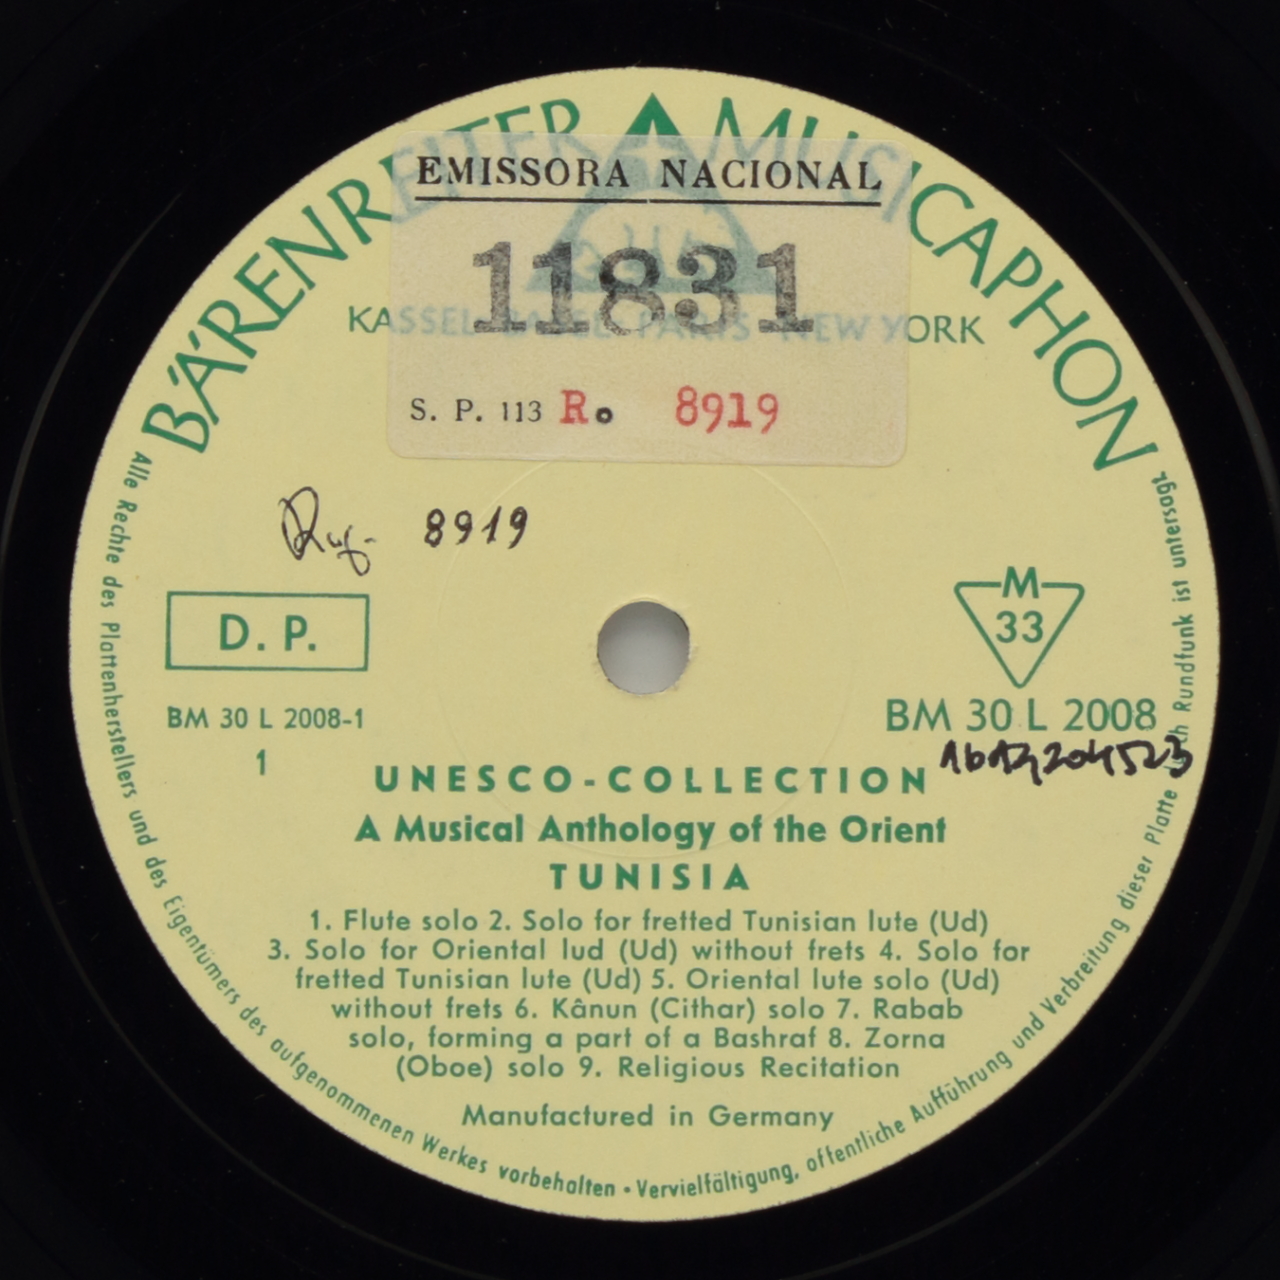 BÄRENREITER MUSICAPHON
EMISSORA NACIONAL
11831
KASSEL BASEL PARIS NEW YORK
S. P. 113 R. 8919
8919
D. P.
M
33
BM 30 L 2008-1
BM 30 L 2008
1
UNESCO-COLLECTION
A Musical Anthology of the Orient
TUNISIA
1. Flute solo 2. Solo for fretted Tunisian lute (Ud)
3. Solo for Oriental lud (Ud) without frets 4. Solo for
fretted Tunisian lute (Ud) 5. Oriental lute solo (Ud)
without frets 6. Kânun (Cithar) solo 7. Rabab
solo, forming a part of a Bashraf 8. Zorna
(Oboe) solo 9. Religious Recitation
Manufactured in Germany
Alle Rechte des Plattenherstellers und des Eigentümers des aufgenommenen Werkes vorbehalten • Vervielfältigung, öffentliche Aufführung und Verbreitung dieser Platte Rundfunk ist untersagt.